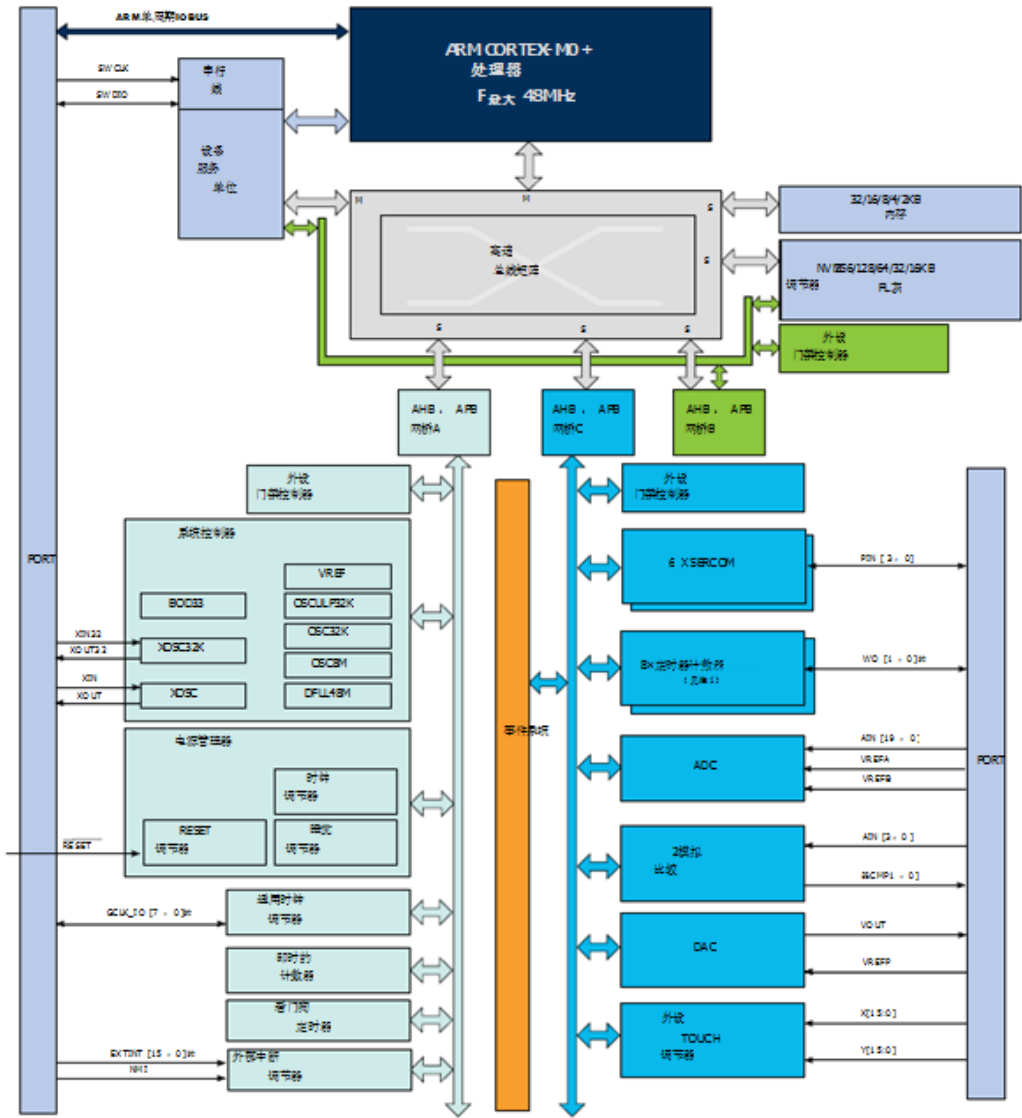 ARM单周期IOBUS
ARM CORTEX-M0+
处理器
F最大 48MHz
SWCLK
SWDIO
串行
线
设备
服务
单位
M
M
S
S
S
S
S
高速
总线矩阵
32/16/8/4/2KB
内存
256/128/64/32/16KB
调节器
外设
门禁控制器
AHB, APB
网桥A
AHB, APB
网桥C
AHB, APB
网桥B
外设
门禁控制器
外设
门禁控制器
系统控制器
VREF
BOD33
OSCULP32K
OSC32K
XOSC32K
OSC8M
XOSC
DFLL48M
XIN32
XOUT32
XIN
XOUT
PORT
电源管理器
时钟
调节器
RESET
调节器
睡觉
调节器
RESET
通用时钟
调节器
GCLK_IO [7。0]
即时的
计数器
看门狗
定时器
外部中断
调节器
EXTINT [15。0]
NMI
事件系统
6 X SERCOM
PIN [3。0]
8x定时器计数器
WO [1。0]
ADC
AIN [19。0]
VREFA
VREFB
PORT
2模拟
比较
AIN [3。0]
DAC
VOUT
VREFP
外设
TOUCH
调节器
X[15:0]
Y[15:0]